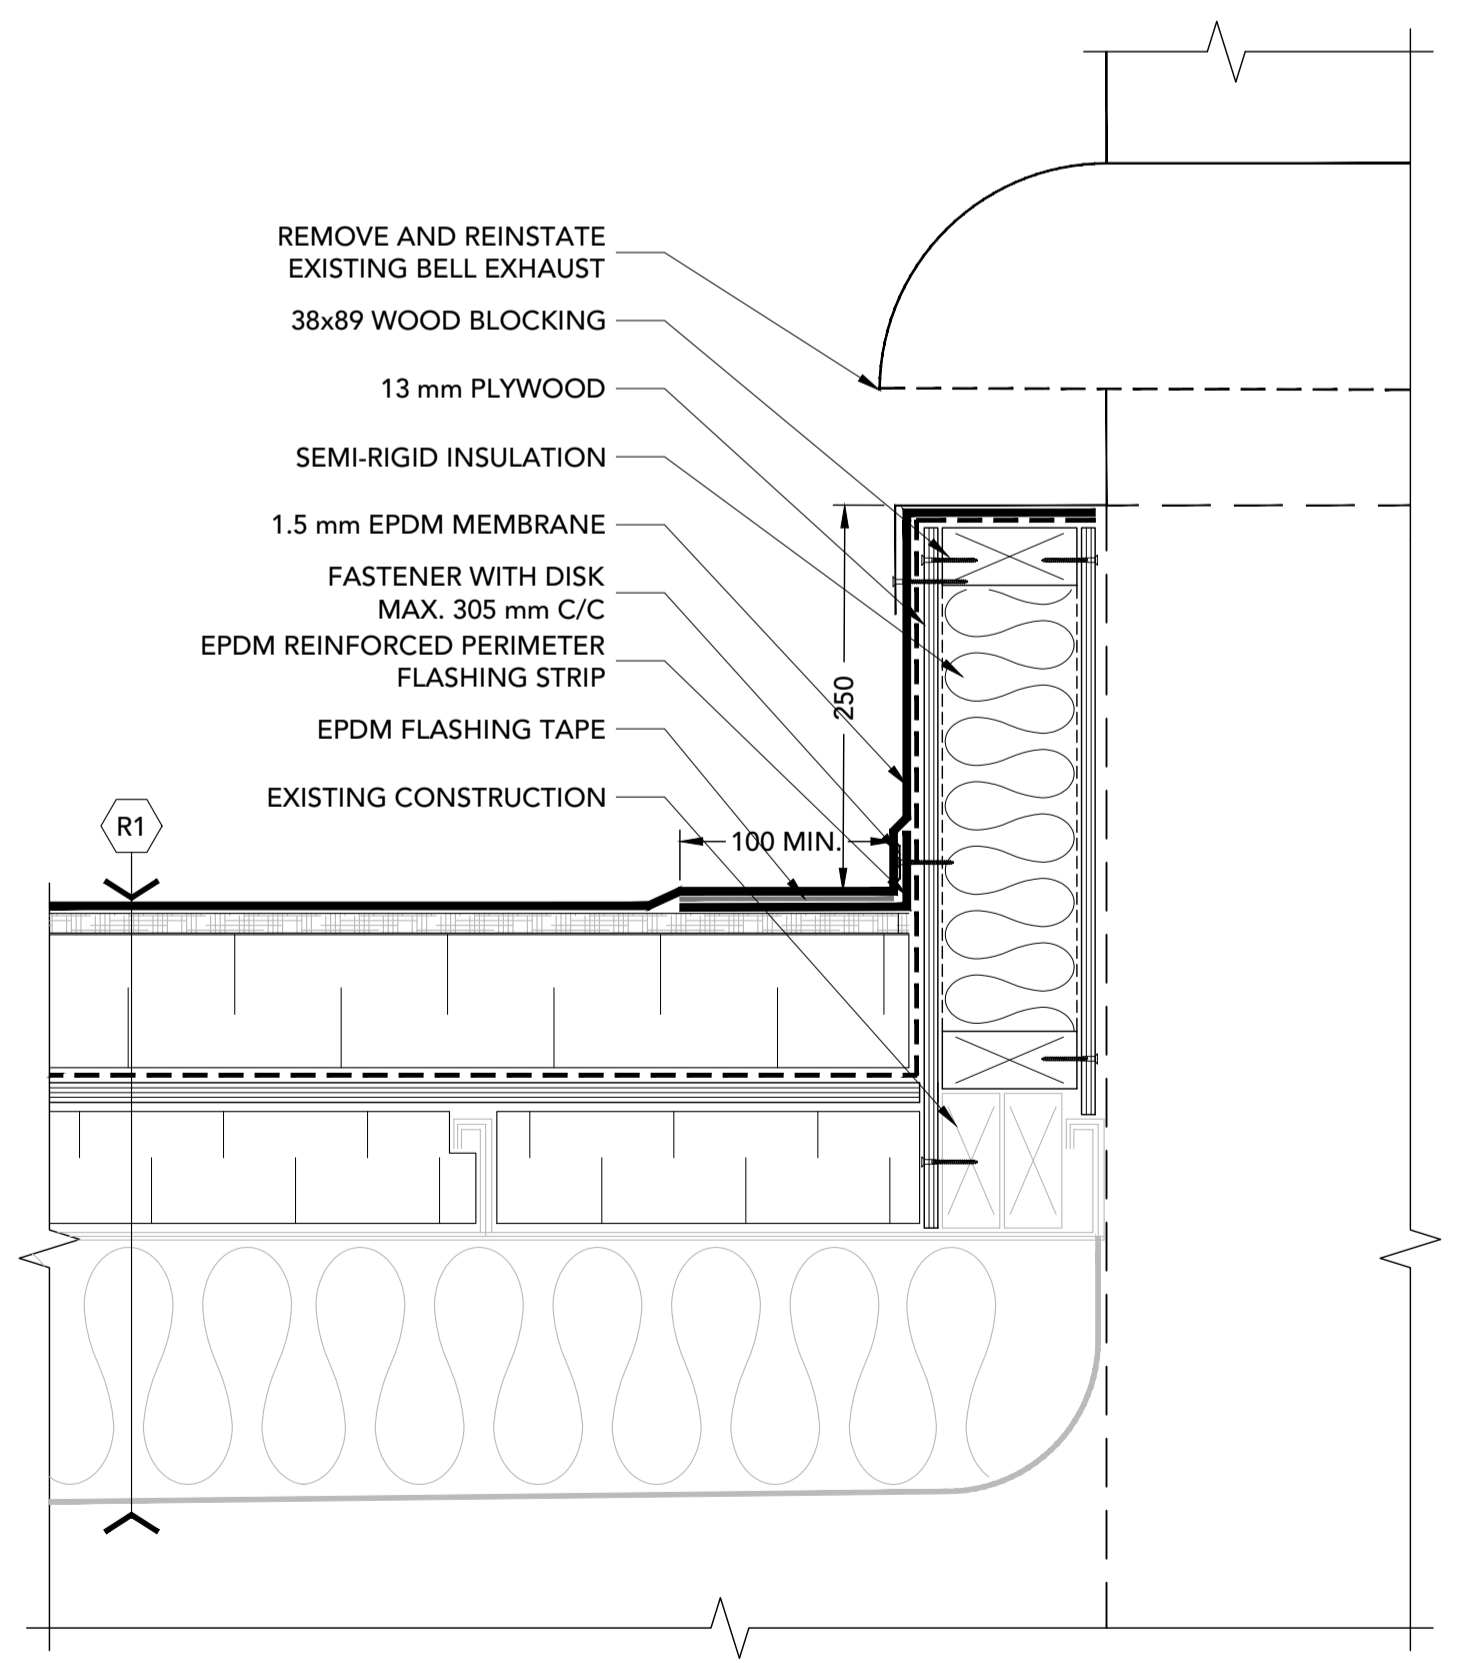 REMOVE AND REINSTATE
EXISTING BELL EXHAUST
38x89 WOOD BLOCKING
13 mm PLYWOOD
SEMI-RIGID INSULATION
1.5 mm EPDM MEMBRANE
FASTENER WITH DISK
MAX. 305 mm C/C
EPDM REINFORCED PERIMETER
FLASHING STRIP
EPDM FLASHING TAPE
EXISTING CONSTRUCTION
250
100 MIN.
R1